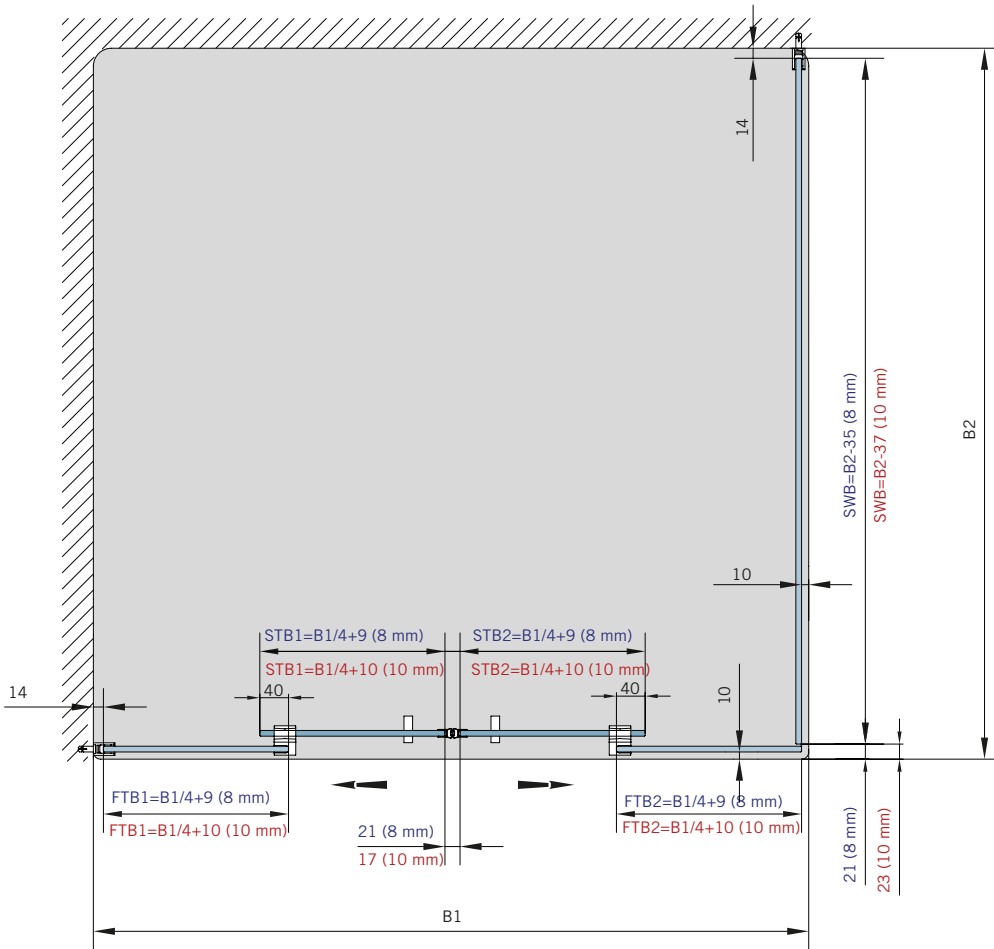 14
SWB=B2-35 (8 mm)
SWB=B2-37 (10 mm)
B2
10
STB1=B1/4+9 (8 mm)
STB2=B1/4+9 (8 mm)
STB1=B1/4+10 (10 mm)
STB2=B1/4+10 (10 mm)
14
40
40
10
FTB1=B1/4+9 (8 mm)
FTB2=B1/4+9 (8 mm)
FTB1=B1/4+10 (10 mm)
FTB2=B1/4+10 (10 mm)
21 (8 mm)
17 (10 mm)
21 (8 mm)
23 (10 mm)
B1